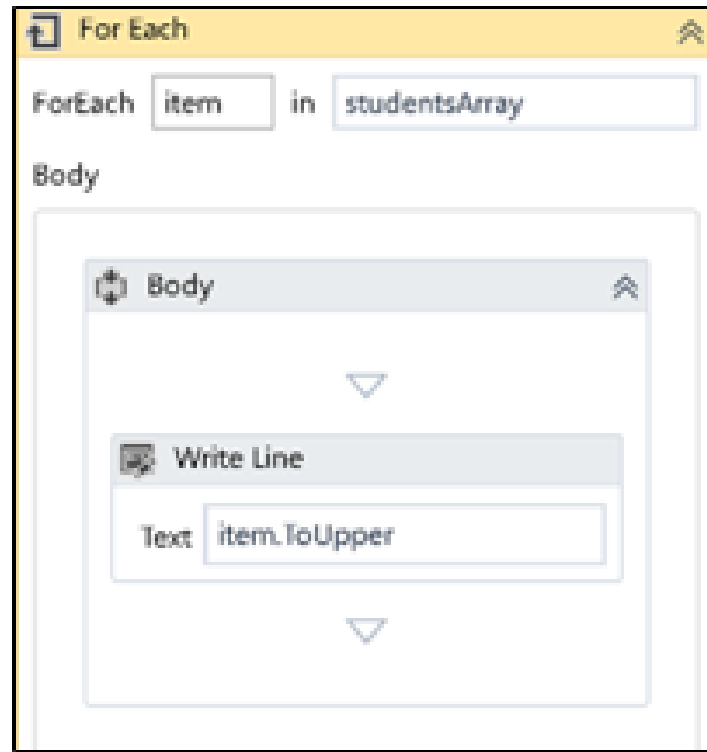 For Each
ForEach item in studentsArray
Body
Body
Write Line
Text item.ToUpper